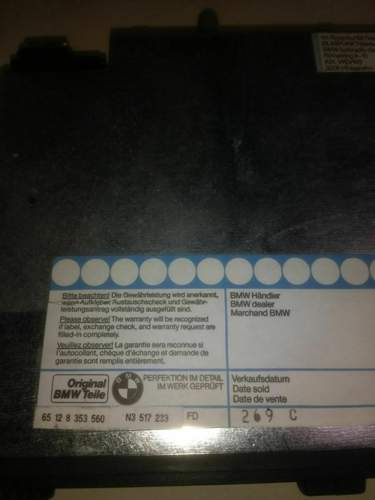 Bitte beachten! Die Gewährleistung wird anerkannt,
wenn Aufkleber, Austauschscheck und Gewähr-
leistungsantrag vollständig ausgefüllt sind.
Please observe! The warranty will be recognized
if label, exchange check, and warranty request are
filled-in completely.
Veuillez observer! La garantie sera reconnue si
l'autocollant, chèque d'échange et demande de
garantie sont remplis entièrement.
BMW Händler
BMW dealer
Marchand BMW
Original
BMW Teile
BMW
PERFEKTION IM DETAIL
IM WERK GEPRÜFT
Verkaufsdatum
Date sold
Date de vente
65 12 8 353 560
N3 517 233
FD
269 C